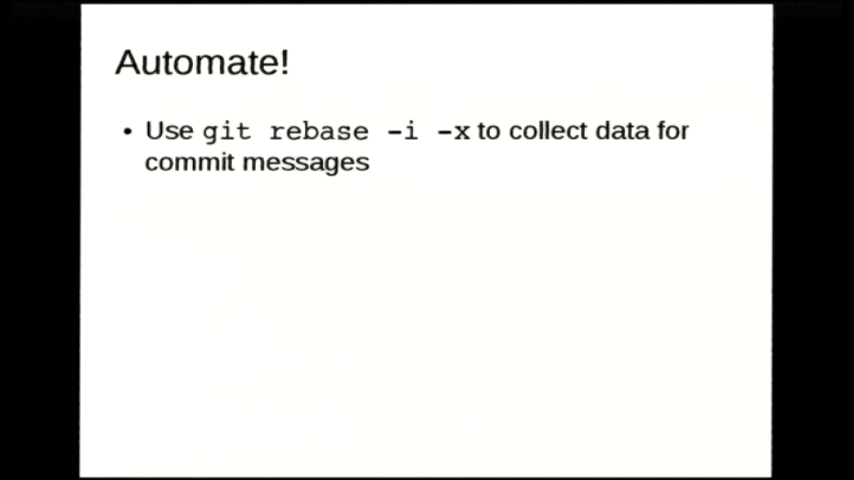 Automate!
• Use git rebase -i -x to collect data for
commit messages